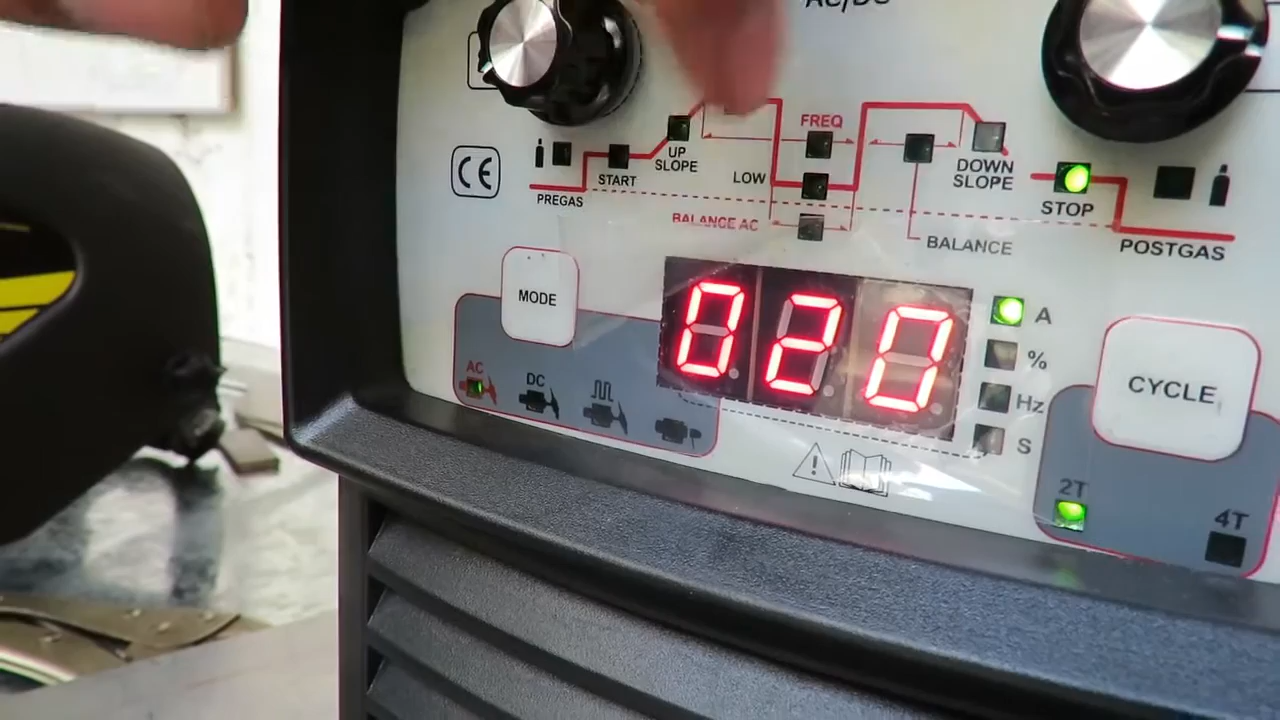 AC/DC
FREQ
UP
SLOPE
DOWN
SLOPE
START
LOW
STOP
PREGAS
BALANCE AC
BALANCE
POSTGAS
CE
MODE
020
A
%
Hz
S
AC
DC
CYCLE
2T
4T